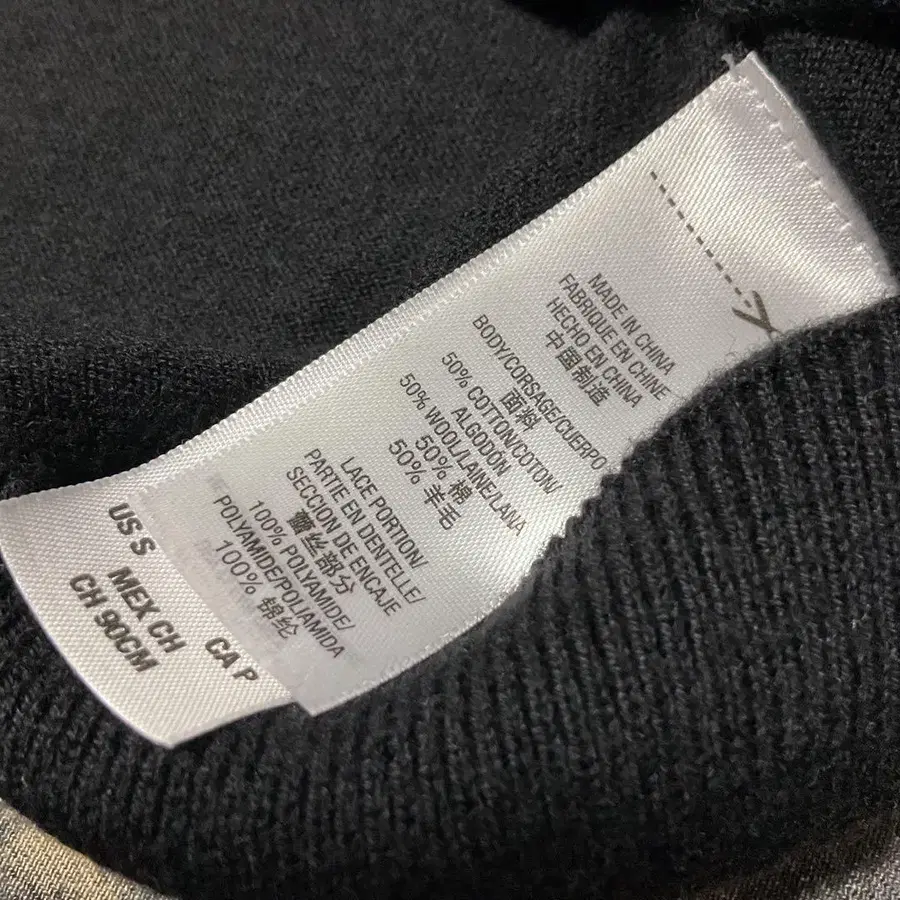 MADE IN CHINA
FABRIQUE EN CHINE
HECHO EN CHINA
中国制造
BODY/CORSAGE/CUERPO
面料
50% COTTON/COTON/
ALGODÓN
50% WOOL/LAINE/LANA
50% 棉
50% 羊毛
LACE PORTION/
PARTIE EN DENTELLE/
SECCION DE ENCAJE
蕾丝部分
100% POLYAMIDE/
POLYAMIDE/POLIAMIDA
100% 锦纶
US S
CA P
MEX CH
CH 90CM